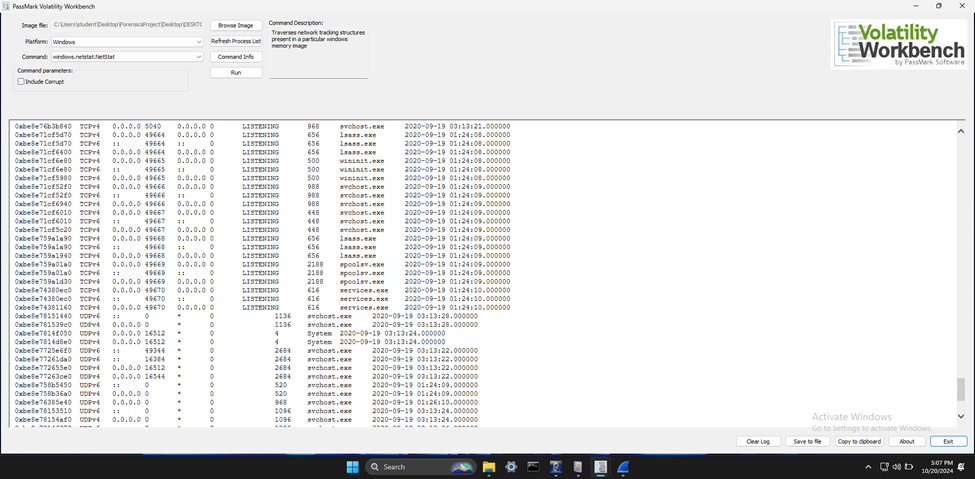 PassMark Volatility Workbench
Image file: C:\Users\student\Desktop\ForensicsProject\Desktop\DESKTO Browse Image
Platform: Windows Refresh Process List
Command: windows.netstat.NetStat Command Info
Command parameters: Run
Include Corrupt
Command Description:
Traverses network tracking structures
present in a particular windows
memory image
Volatility
Workbench
by PassMark Software
0xbe8e76b3b840 TCPv4 0.0.0.0 5040 0.0.0.0 0 LISTENING 968 svchost.exe 2020-09-19 03:13:21.000000
0xbe8e71cf5d70 TCPv4 0.0.0.0 49664 0.0.0.0 0 LISTENING 656 lsass.exe 2020-09-19 01:24:08.000000
0xbe8e71cf5d70 TCPv6 :: 49664 :: 0 LISTENING 656 lsass.exe 2020-09-19 01:24:08.000000
0xbe8e71cf6400 TCPv4 0.0.0.0 49664 0.0.0.0 0 LISTENING 656 lsass.exe 2020-09-19 01:24:08.000000
0xbe8e71cf6e80 TCPv4 0.0.0.0 49665 0.0.0.0 0 LISTENING 500 wininit.exe 2020-09-19 01:24:08.000000
0xbe8e71cf6e80 TCPv6 :: 49665 :: 0 LISTENING 500 wininit.exe 2020-09-19 01:24:08.000000
0xbe8e71cf5980 TCPv4 0.0.0.0 49665 0.0.0.0 0 LISTENING 500 wininit.exe 2020-09-19 01:24:08.000000
0xbe8e71cf52f0 TCPv4 0.0.0.0 49666 0.0.0.0 0 LISTENING 988 svchost.exe 2020-09-19 01:24:09.000000
0xbe8e71cf52f0 TCPv6 :: 49666 :: 0 LISTENING 988 svchost.exe 2020-09-19 01:24:09.000000
0xbe8e71cf6940 TCPv4 0.0.0.0 49666 0.0.0.0 0 LISTENING 988 svchost.exe 2020-09-19 01:24:09.000000
0xbe8e71cf6010 TCPv4 0.0.0.0 49667 0.0.0.0 0 LISTENING 448 svchost.exe 2020-09-19 01:24:09.000000
0xbe8e71cf6010 TCPv6 :: 49667 :: 0 LISTENING 448 svchost.exe 2020-09-19 01:24:09.000000
0xbe8e71cf5c20 TCPv4 0.0.0.0 49667 0.0.0.0 0 LISTENING 448 svchost.exe 2020-09-19 01:24:09.000000
0xbe8e759a1a90 TCPv4 0.0.0.0 49668 0.0.0.0 0 LISTENING 656 lsass.exe 2020-09-19 01:24:09.000000
0xbe8e759a1a90 TCPv6 :: 49668 :: 0 LISTENING 656 lsass.exe 2020-09-19 01:24:09.000000
0xbe8e759a1940 TCPv4 0.0.0.0 49668 0.0.0.0 0 LISTENING 656 lsass.exe 2020-09-19 01:24:09.000000
0xbe8e759a01a0 TCPv4 0.0.0.0 49669 0.0.0.0 0 LISTENING 2188 spoolsv.exe 2020-09-19 01:24:09.000000
0xbe8e759a01a0 TCPv6 :: 49669 :: 0 LISTENING 2188 spoolsv.exe 2020-09-19 01:24:09.000000
0xbe8e759a1d30 TCPv4 0.0.0.0 49669 0.0.0.0 0 LISTENING 2188 spoolsv.exe 2020-09-19 01:24:09.000000
0xbe8e74380ec0 TCPv4 0.0.0.0 49670 0.0.0.0 0 LISTENING 616 services.exe 2020-09-19 01:24:10.000000
0xbe8e74380ec0 TCPv6 :: 49670 :: 0 LISTENING 616 services.exe 2020-09-19 01:24:10.000000
0xbe8e74381160 TCPv4 0.0.0.0 49670 0.0.0.0 0 LISTENING 616 services.exe 2020-09-19 01:24:10.000000
0xbe8e78151440 UDPv6 :: 0 * 0 1136 svchost.exe 2020-09-19 03:13:28.000000
0xbe8e781539c0 UDPv4 0.0.0.0 0 * 0 1136 svchost.exe 2020-09-19 03:13:28.000000
0xbe8e7814f050 UDPv4 0.0.0.0 16512 * 0 4 System 2020-09-19 03:13:24.000000
0xbe8e7814d8e0 UDPv4 0.0.0.0 16512 * 0 4 System 2020-09-19 03:13:24.000000
0xbe8e7725e6f0 UDPv6 :: 49344 * 0 2684 svchost.exe 2020-09-19 03:13:22.000000
0xbe8e77261da0 UDPv6 :: 16384 * 0 2684 svchost.exe 2020-09-19 03:13:22.000000
0xbe8e772655e0 UDPv4 0.0.0.0 16512 * 0 2684 svchost.exe 2020-09-19 03:13:22.000000
0xbe8e77263ce0 UDPv4 0.0.0.0 16544 * 0 2684 svchost.exe 2020-09-19 03:13:22.000000
0xbe8e758b5450 UDPv6 :: 0 * 0 520 svchost.exe 2020-09-19 01:24:09.000000
0xbe8e758b36a0 UDPv4 0.0.0.0 0 * 0 520 svchost.exe 2020-09-19 01:24:09.000000
0xbe8e76385e40 UDPv4 0.0.0.0 0 * 0 968 svchost.exe 2020-09-19 01:26:10.000000
0xbe8e78153510 UDPv6 :: 0 * 0 1096 svchost.exe 2020-09-19 03:13:24.000000
0xbe8e78154af0 UDPv4 0.0.0.0 0 * 0 1096 svchost.exe 2020-09-19 03:13:24.000000
Activate Windows
Go to Settings to activate Windows.
Clear Log Save to file Copy to clipboard About Exit
Search
5:07 PM
10/20/2024